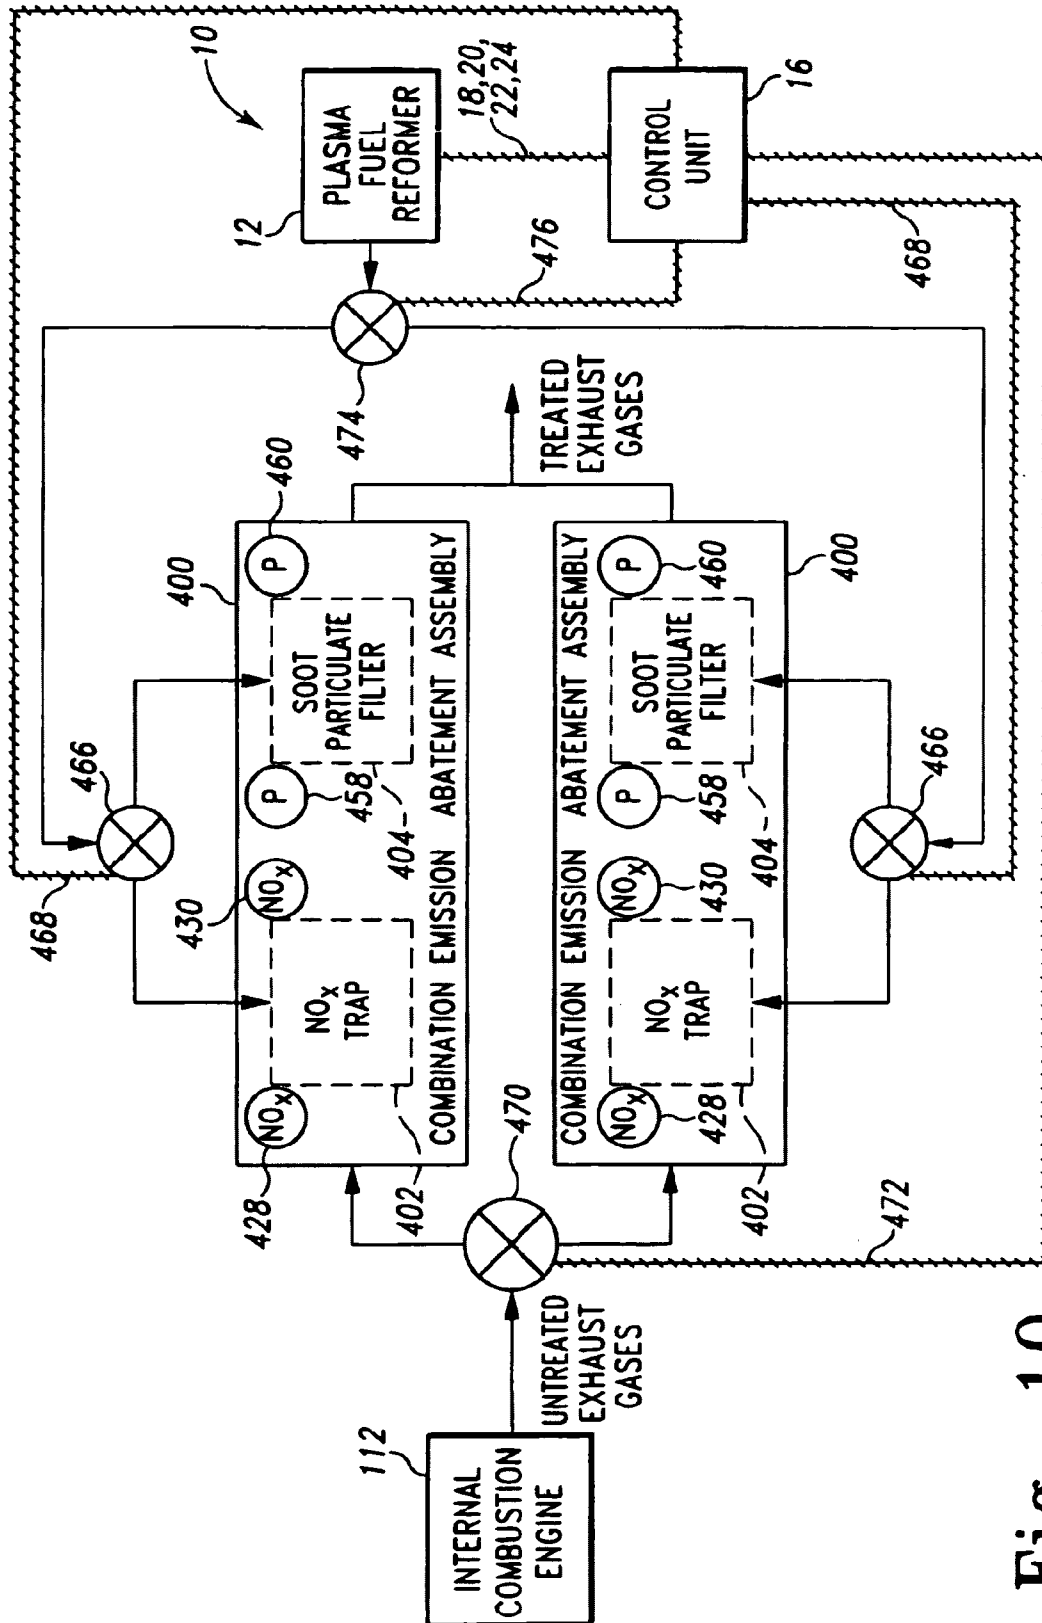 468
466
428
430
458
400
460
NOX
NOX
P
P
NOX
TRAP
SOOT
PARTICULATE
FILTER
402
404
COMBINATION EMISSION ABATEMENT ASSEMBLY
10
12
PLASMA
FUEL
REFORMER
474
112
INTERNAL
COMBUSTION
ENGINE
UNTREATED
EXHAUST
GASES
470
TREATED
EXHAUST
GASES
476
18,20,
22,24
COMBINATION EMISSION ABATEMENT ASSEMBLY
NOX
NOX
P
P
NOX
TRAP
SOOT
PARTICULATE
FILTER
428
430
458
460
402
404
400
CONTROL
UNIT
16
472
466
468
Fig.